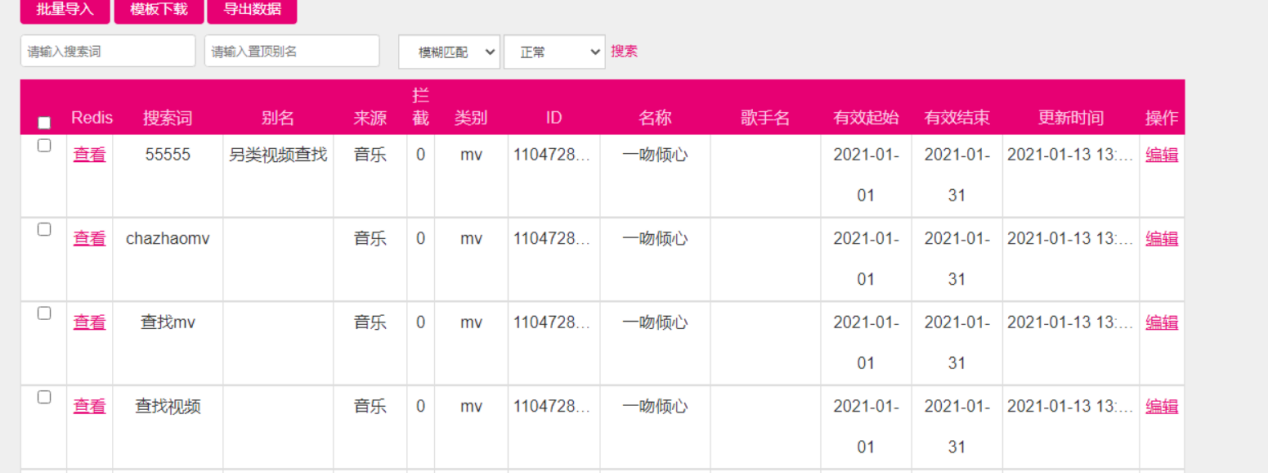 批量导入 模板下载 导出数据
请输入搜索词 请输入置顶别名 模糊匹配 正常 搜索
Redis 搜索词 别名 来源 拦截 类别 ID 名称 歌手名 有效起始 有效结束 更新时间 操作
查看 55555 另类视频查找 音乐 0 mv 1104728... 一吻倾心 2021-01-01 2021-01-31 2021-01-13 13:... 编辑
查看 chazhaomv 音乐 0 mv 1104728... 一吻倾心 2021-01-01 2021-01-31 2021-01-13 13:... 编辑
查看 查找mv 音乐 0 mv 1104728... 一吻倾心 2021-01-01 2021-01-31 2021-01-13 13:... 编辑
查看 查找视频 音乐 0 mv 1104728... 一吻倾心 2021-01-01 2021-01-31 2021-01-13 13:... 编辑